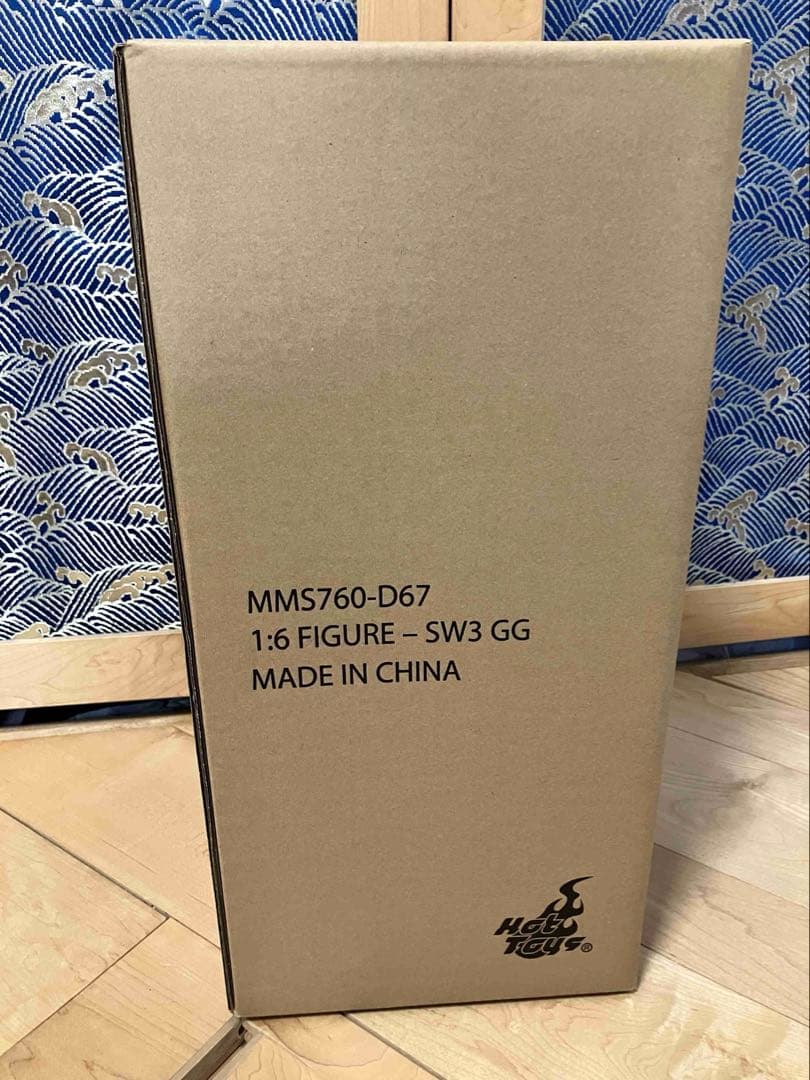 MMS760-D67
1:6 FIGURE – SW3 GG
MADE IN CHINA
Hot
Toys®